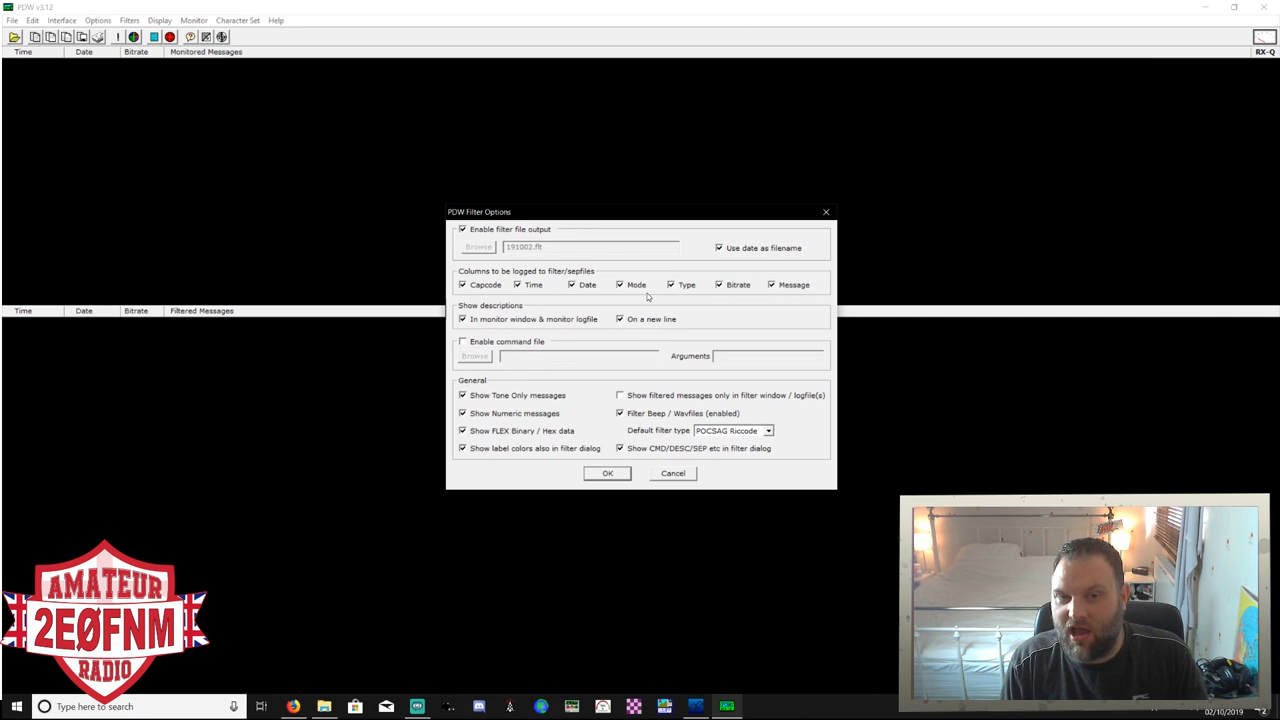 PDW v3.12
File Edit Interface Options Filters Display Monitor Character Set Help
RX-Q
Time Date Bitrate Monitored Messages
PDW Filter Options
Enable filter file output
Browse 191002.flt Use date as filename
Columns to be logged to filter/sepfiles
Capcode Time Date Mode Type Bitrate Message
Show descriptions
In monitor window & monitor logfile On a new line
Enable command file
Browse Arguments
General
Show Tone Only messages Show filtered messages only in filter window / logfile(s)
Show Numeric messages Filter Beep / Wavfiles (enabled)
Show FLEX Binary / Hex data Default filter type POCSAG Riccode
Show label colors also in filter dialog Show CMD/DESC/SEP etc in filter dialog
OK Cancel
Time Date Bitrate Filtered Messages
AMATEUR
2EØFNM
RADIO
Type here to search
02/10/2019